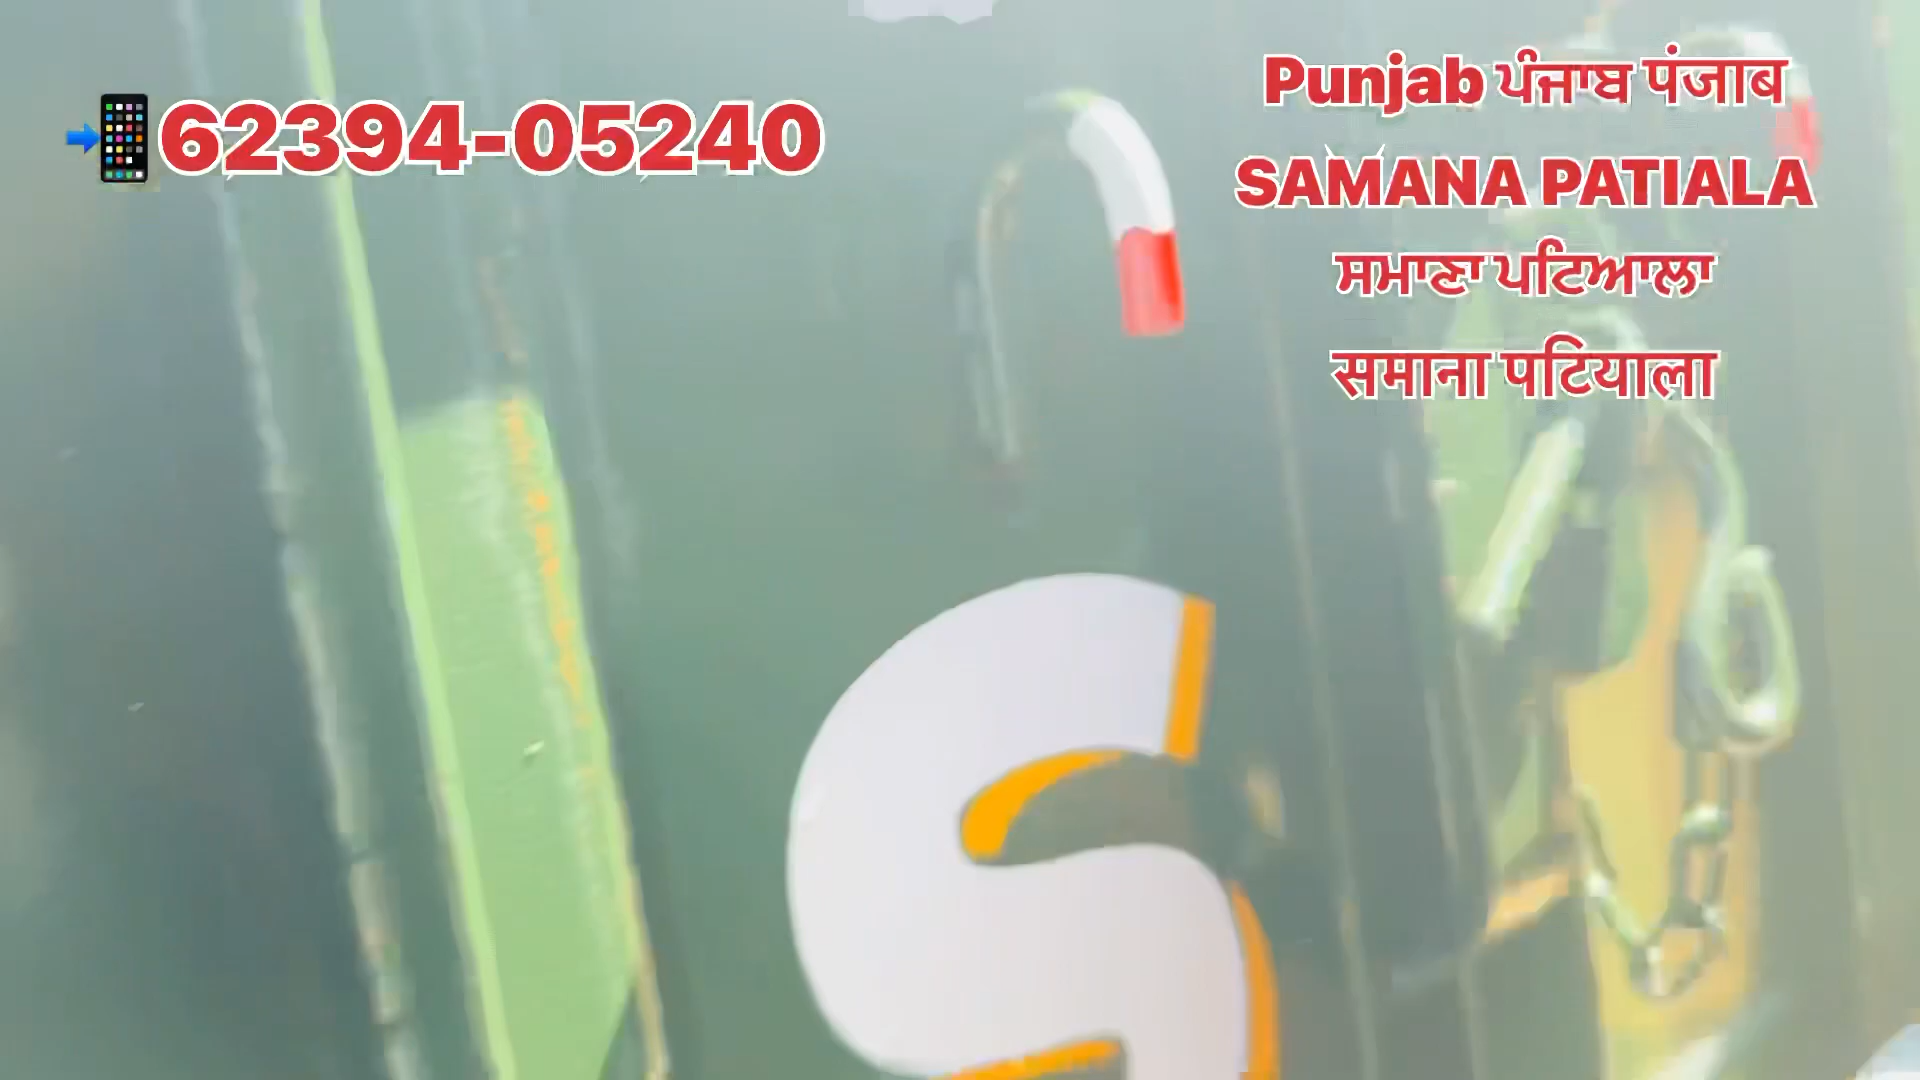 📲62394-05240
Punjab ਪੰਜਾਬ पंजाब
SAMANA PATIALA
ਸਮਾਣਾ ਪਟਿਆਲਾ
समाना पटियाला
S